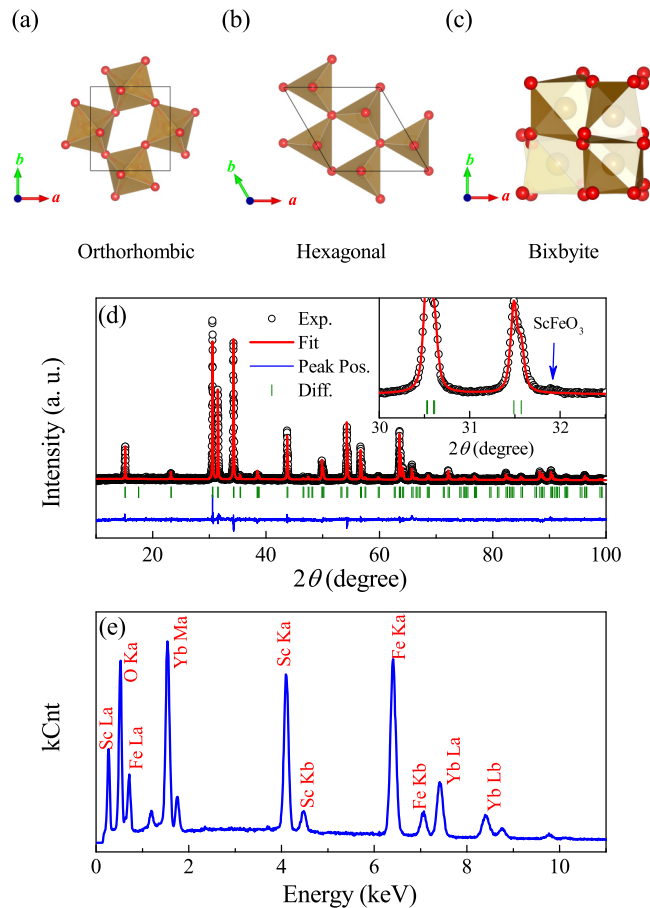 (a)
(b)
(c)
b
a
b
a
b
a
Orthorhombic
Hexagonal
Bixbyite
(d)
Exp.
Fit
Peak Pos.
Diff.
ScFeO3
30
31
32
2θ (degree)
Intensity (a. u.)
20
40
60
80
100
2θ (degree)
(e)
Sc La
O Ka
Fe La
Yb Ma
Sc Ka
Sc Kb
Fe Ka
Fe Kb
Yb La
Yb Lb
kCnt
0
2
4
6
8
10
Energy (keV)